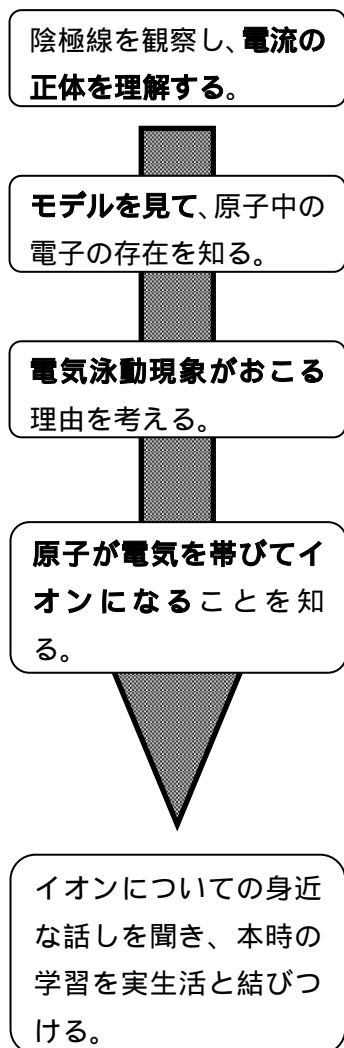 陰極線を観察し、電流の
正体を理解する。
モデルを見て、原子中の
電子の存在を知る。
電気泳動現象がおこる
理由を考える。
原子が電気を帯びてイ
オンになることを知
る。
イオンについての身近
な話しを聞き、本時の
学習を実生活と結びつ
ける。